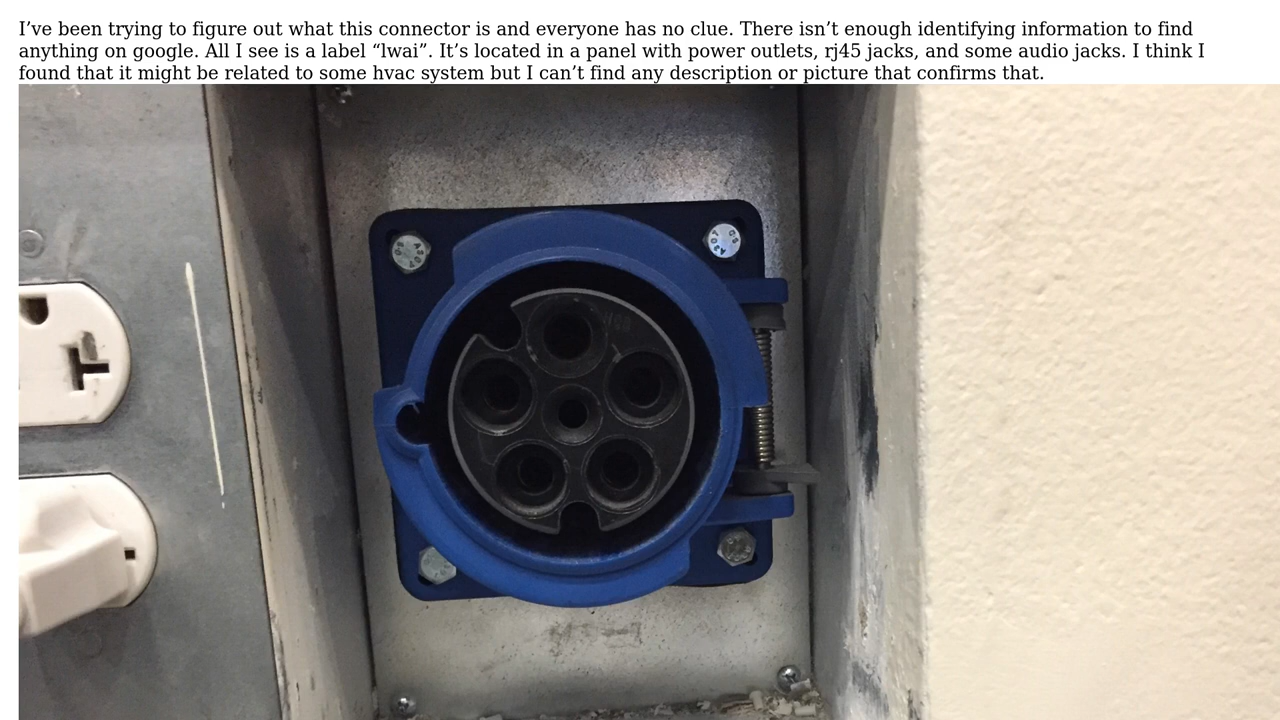 I’ve been trying to figure out what this connector is and everyone has no clue. There isn’t enough identifying information to find
anything on google. All I see is a label “lwai”. It’s located in a panel with power outlets, rj45 jacks, and some audio jacks. I think I
found that it might be related to some hvac system but I can’t find any description or picture that confirms that.